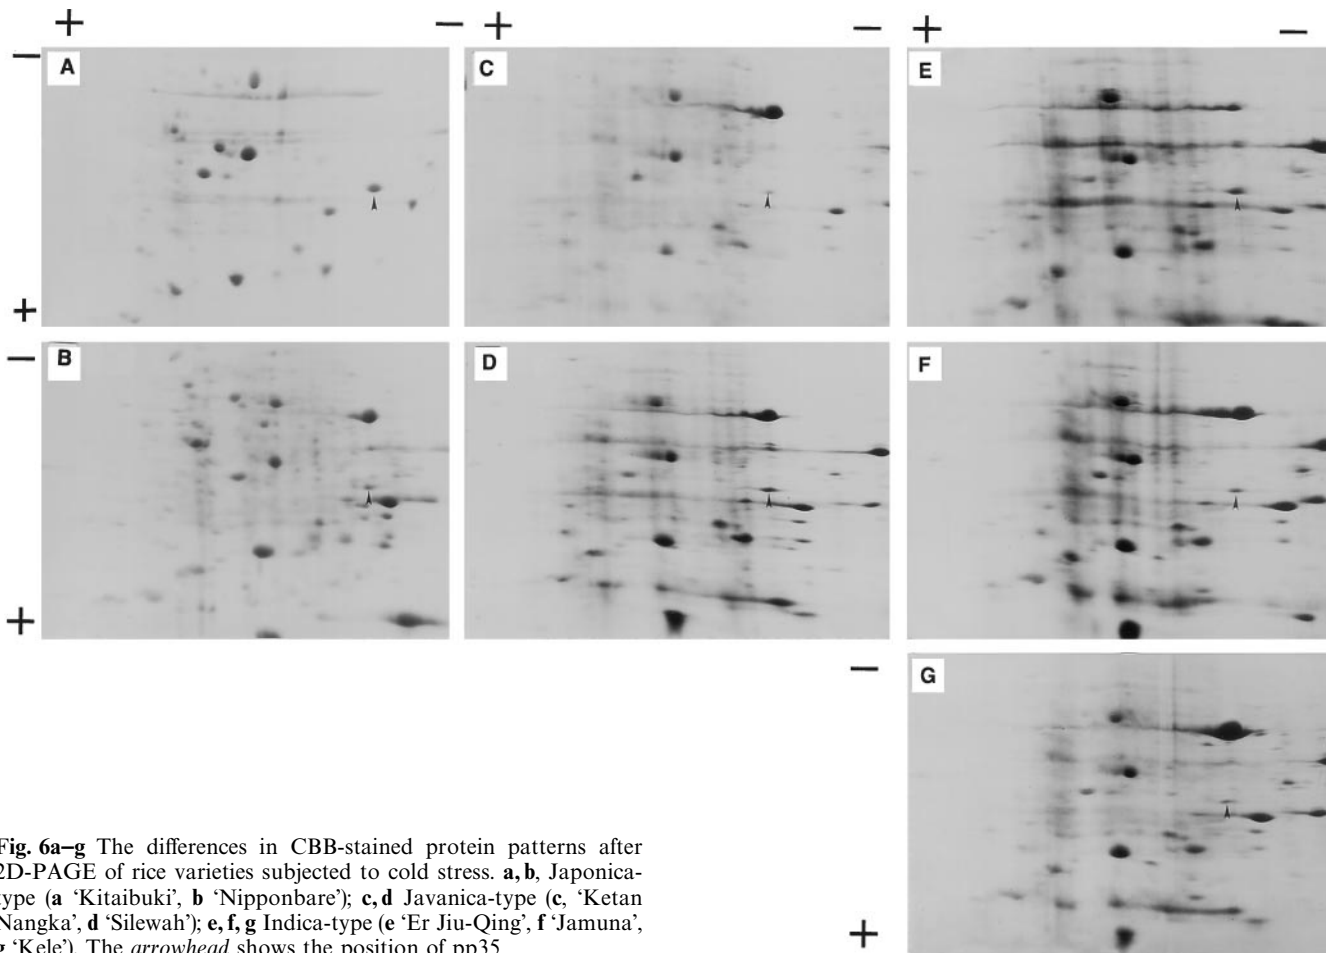 + − + − + −
− A C E
+
− B D F
+
− G
+
Fig. 6a–g The differences in CBB-stained protein patterns after
2D-PAGE of rice varieties subjected to cold stress. a, b, Japonica-
type (a ‘Kitaibuki’, b ‘Nipponbare’); c, d Javanica-type (c, ‘Ketan
Nangka’, d ‘Silewah’); e, f, g Indica-type (e ‘Er Jiu-Qing’, f ‘Jamuna’,
g ‘Kele’). The arrowhead shows the position of pp35